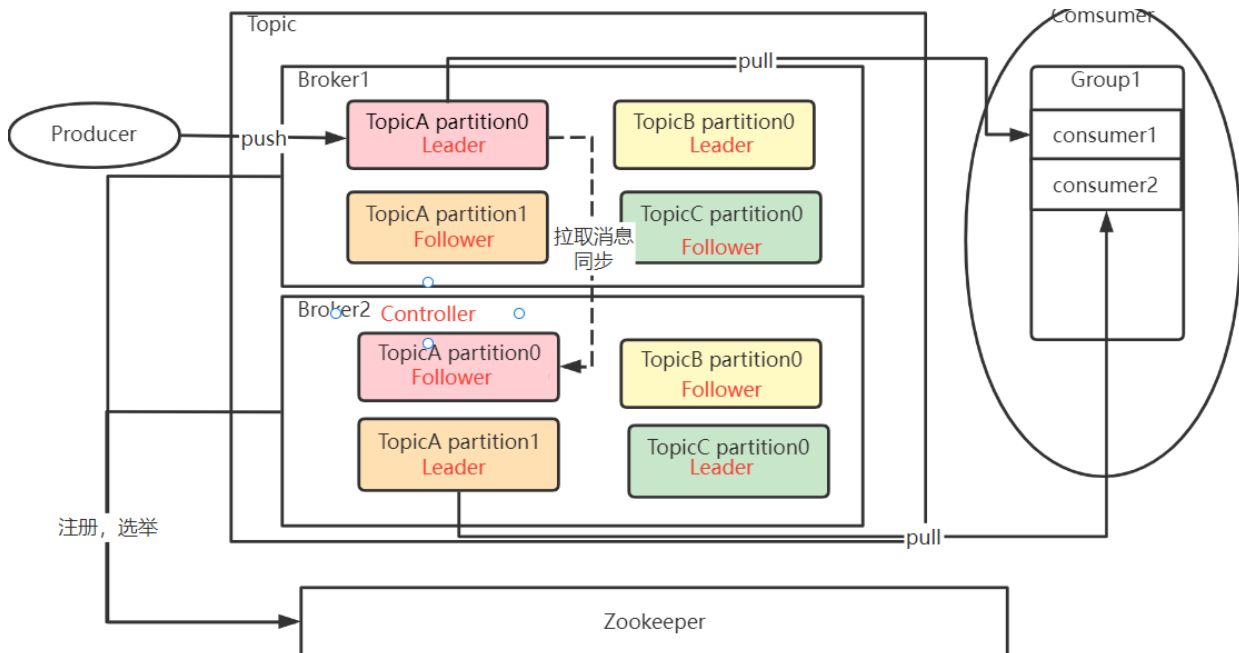 Comsumer
Topic
pull
Broker1
Group1
Producer
push
TopicA partition0
Leader
TopicB partition0
Leader
consumer1
consumer2
TopicA partition1
Follower
TopicC partition0
Follower
拉取消息
同步
Broker2
Controller
TopicA partition0
Follower
TopicB partition0
Follower
TopicA partition1
Leader
TopicC partition0
Leader
注册，选举
pull
Zookeeper